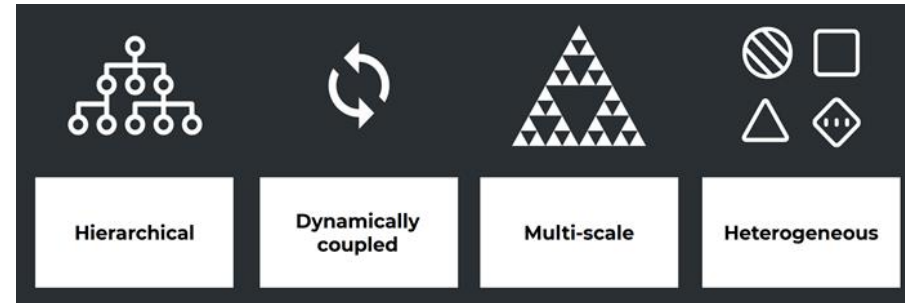 Hierarchical
Dynamically
coupled
Multi-scale
Heterogeneous